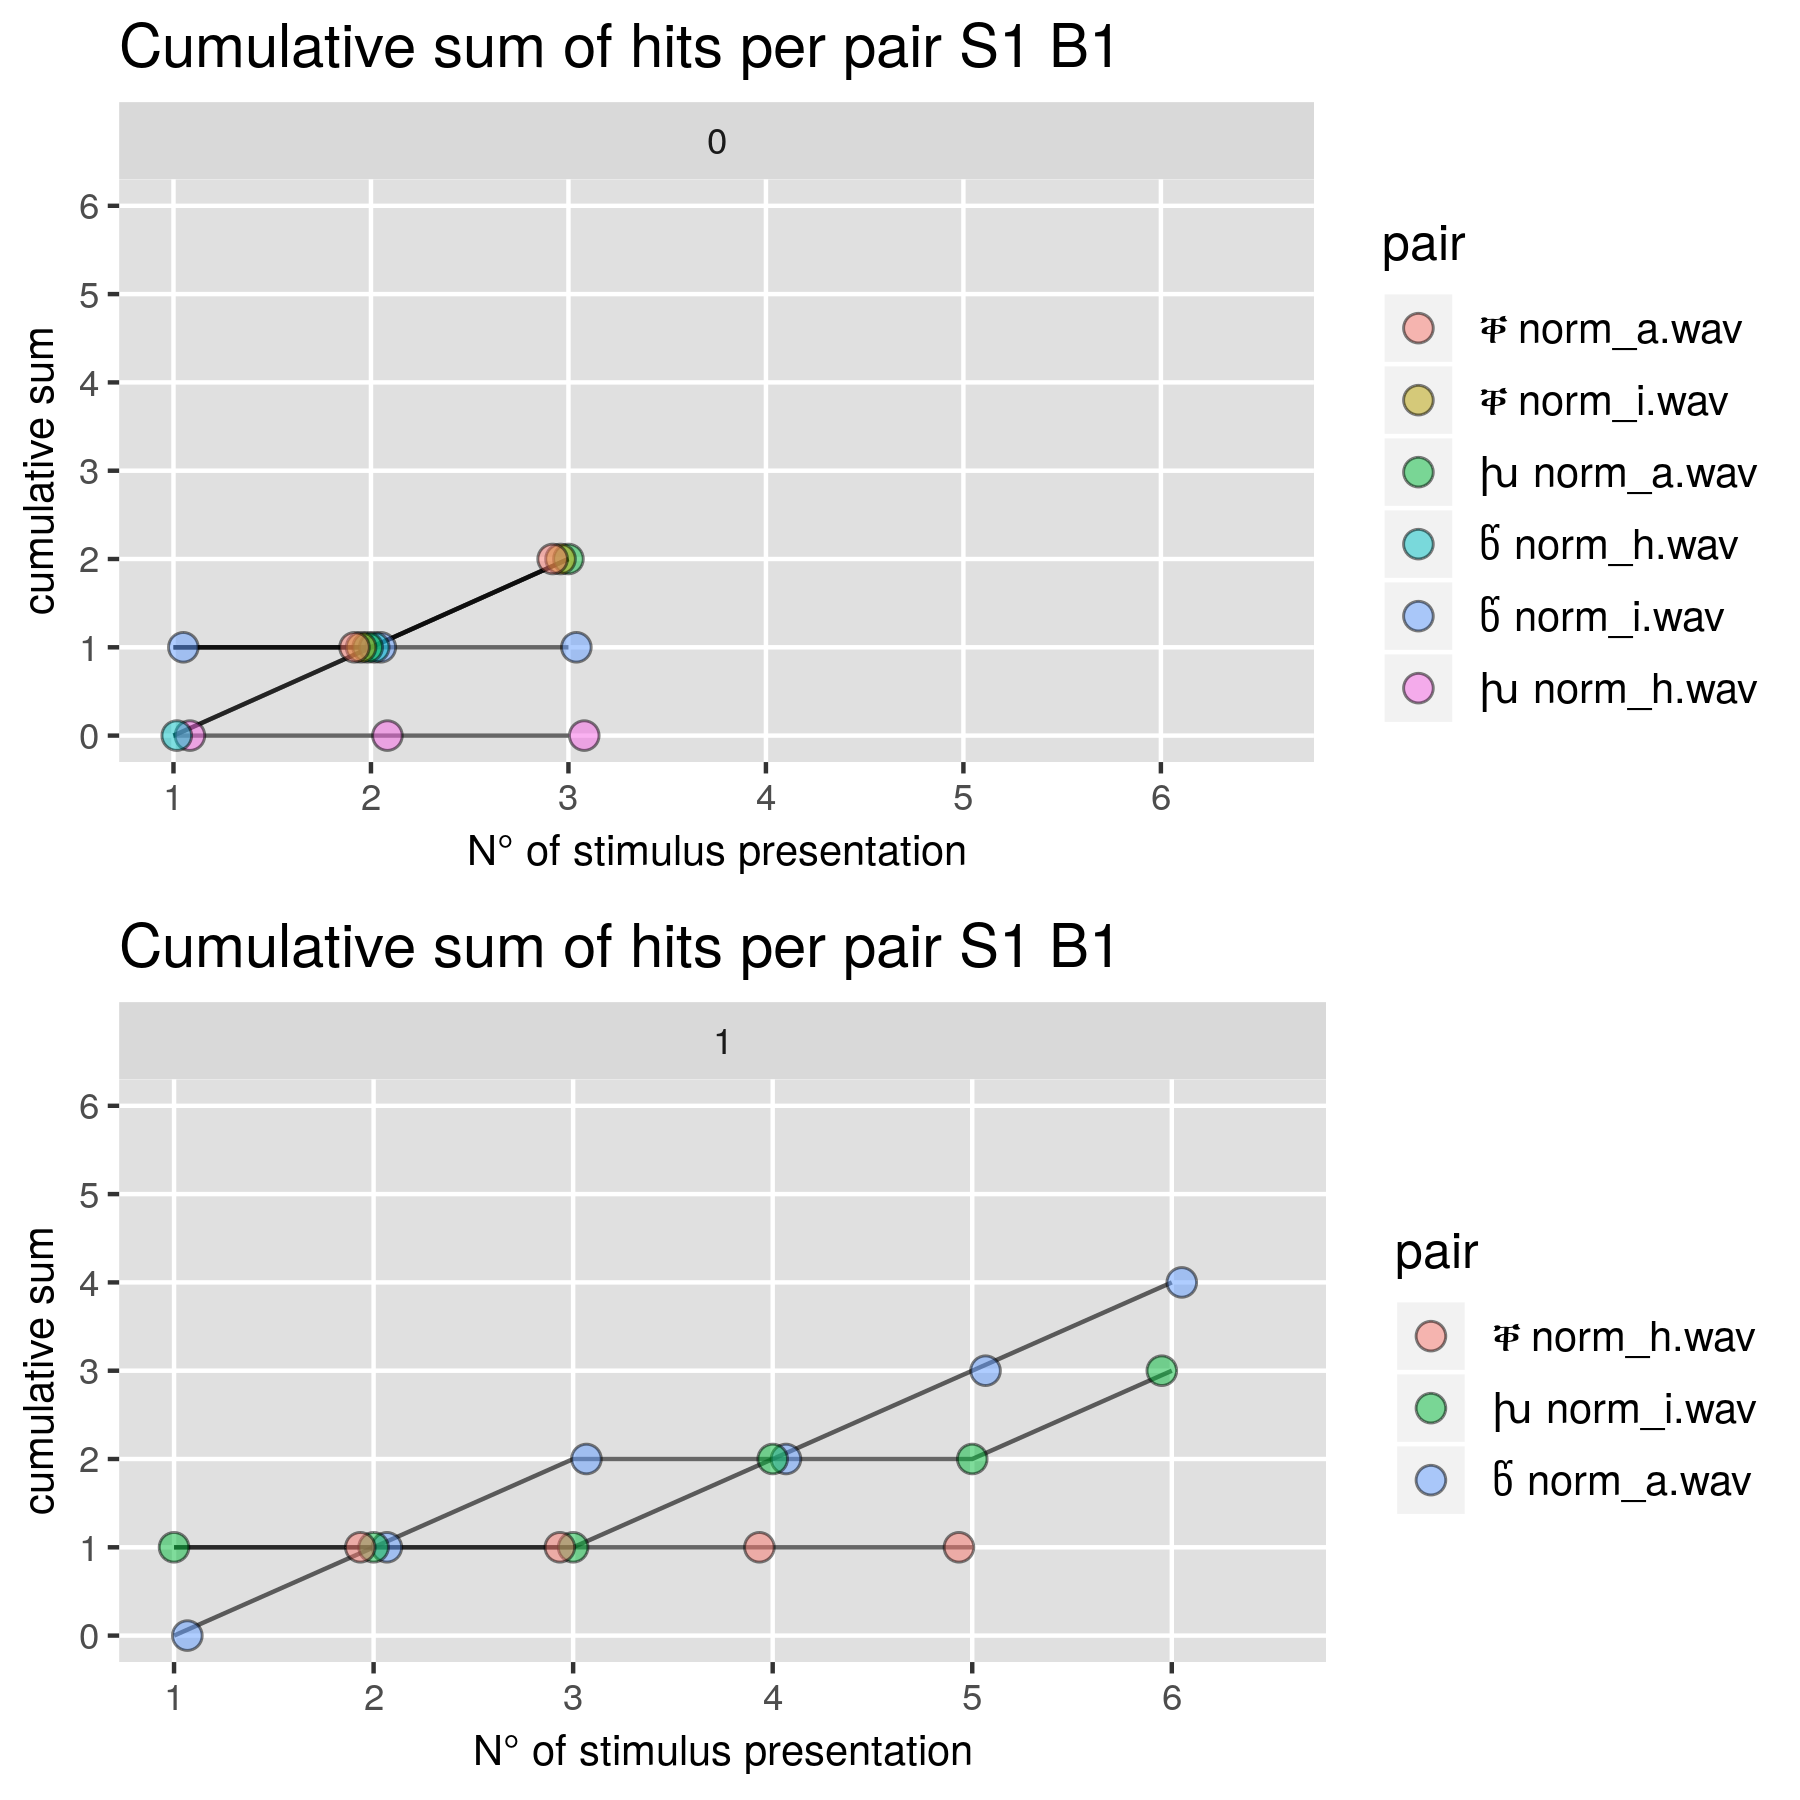 Cumulative sum of hits per pair S1 B1
0
6
5
4
3
2
1
0
cumulative sum
1 2 3 4 5 6
N° of stimulus presentation
pair
norm_a.wav
norm_i.wav
norm_a.wav
norm_h.wav
norm_i.wav
norm_h.wav
Cumulative sum of hits per pair S1 B1
1
6
5
4
3
2
1
0
cumulative sum
1 2 3 4 5 6
N° of stimulus presentation
pair
norm_h.wav
norm_i.wav
norm_a.wav